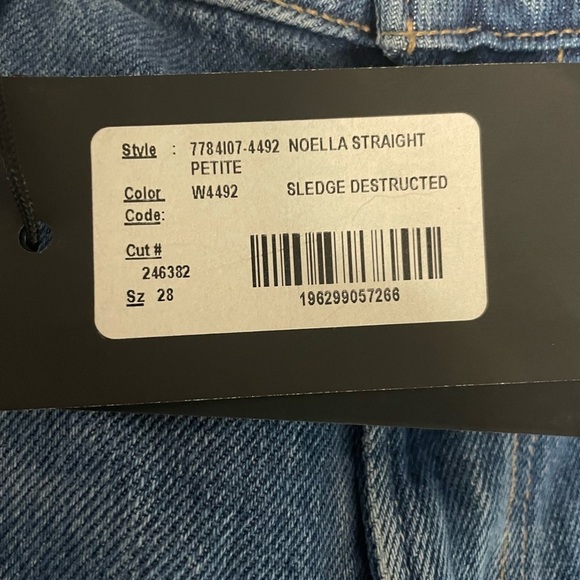 Style : 7784I07-4492 NOELLA STRAIGHT
PETITE
Color W4492 SLEDGE DESTRUCTED
Code:
Cut #
246382
Sz 28
196299057266